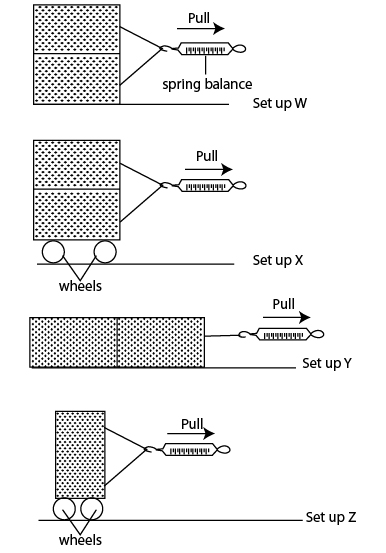 Pull
spring balance
Set up W
Pull
Set up X
wheels
Pull
Set up Y
Pull
Set up Z
wheels